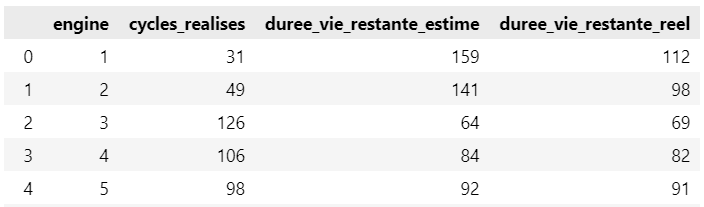 engine cycles_realises duree_vie_restante_estime duree_vie_restante_reel
0 1 31 159 112
1 2 49 141 98
2 3 126 64 69
3 4 106 84 82
4 5 98 92 91